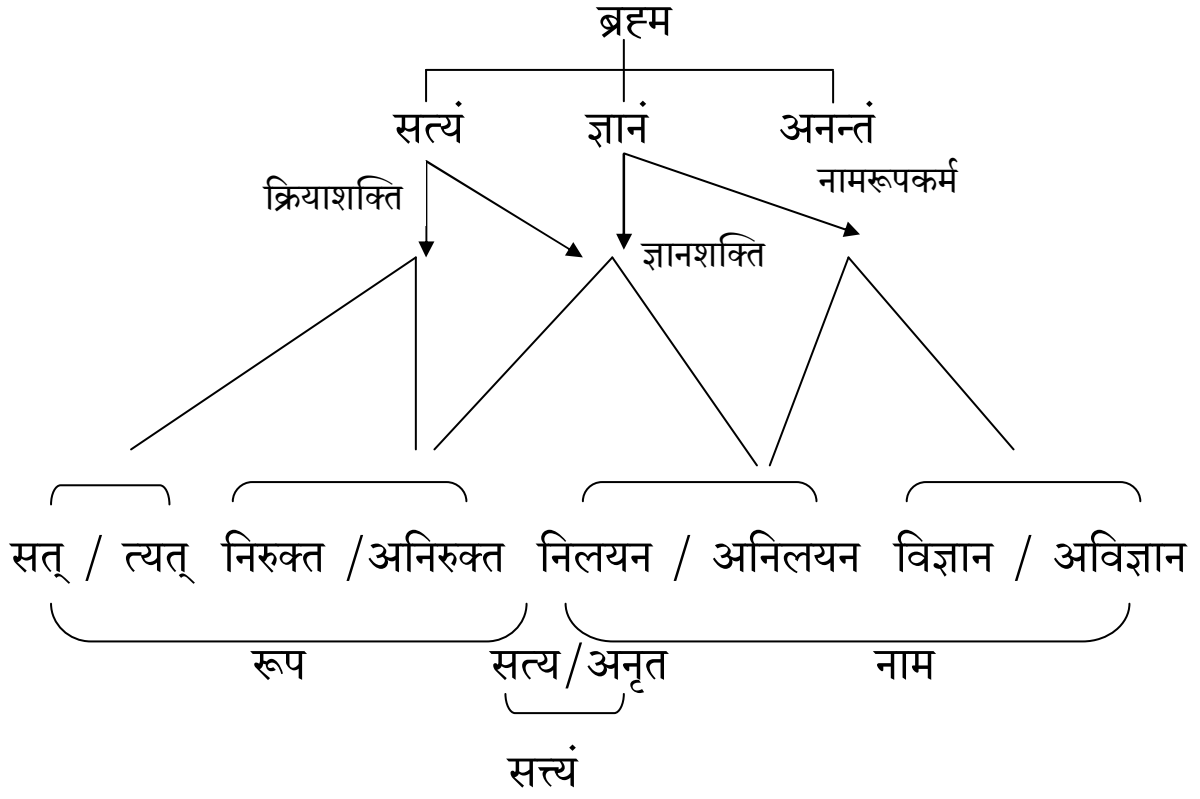 ब्रह्म
सत्यं ज्ञानं अनन्तं
क्रियाशक्ति नामरूपकर्म
ज्ञानशक्ति
सत् / त्यत् निरुक्त /अनिरुक्त निलयन / अनिलयन विज्ञान / अविज्ञान
रूप सत्य/अनृत नाम
सत्त्यं